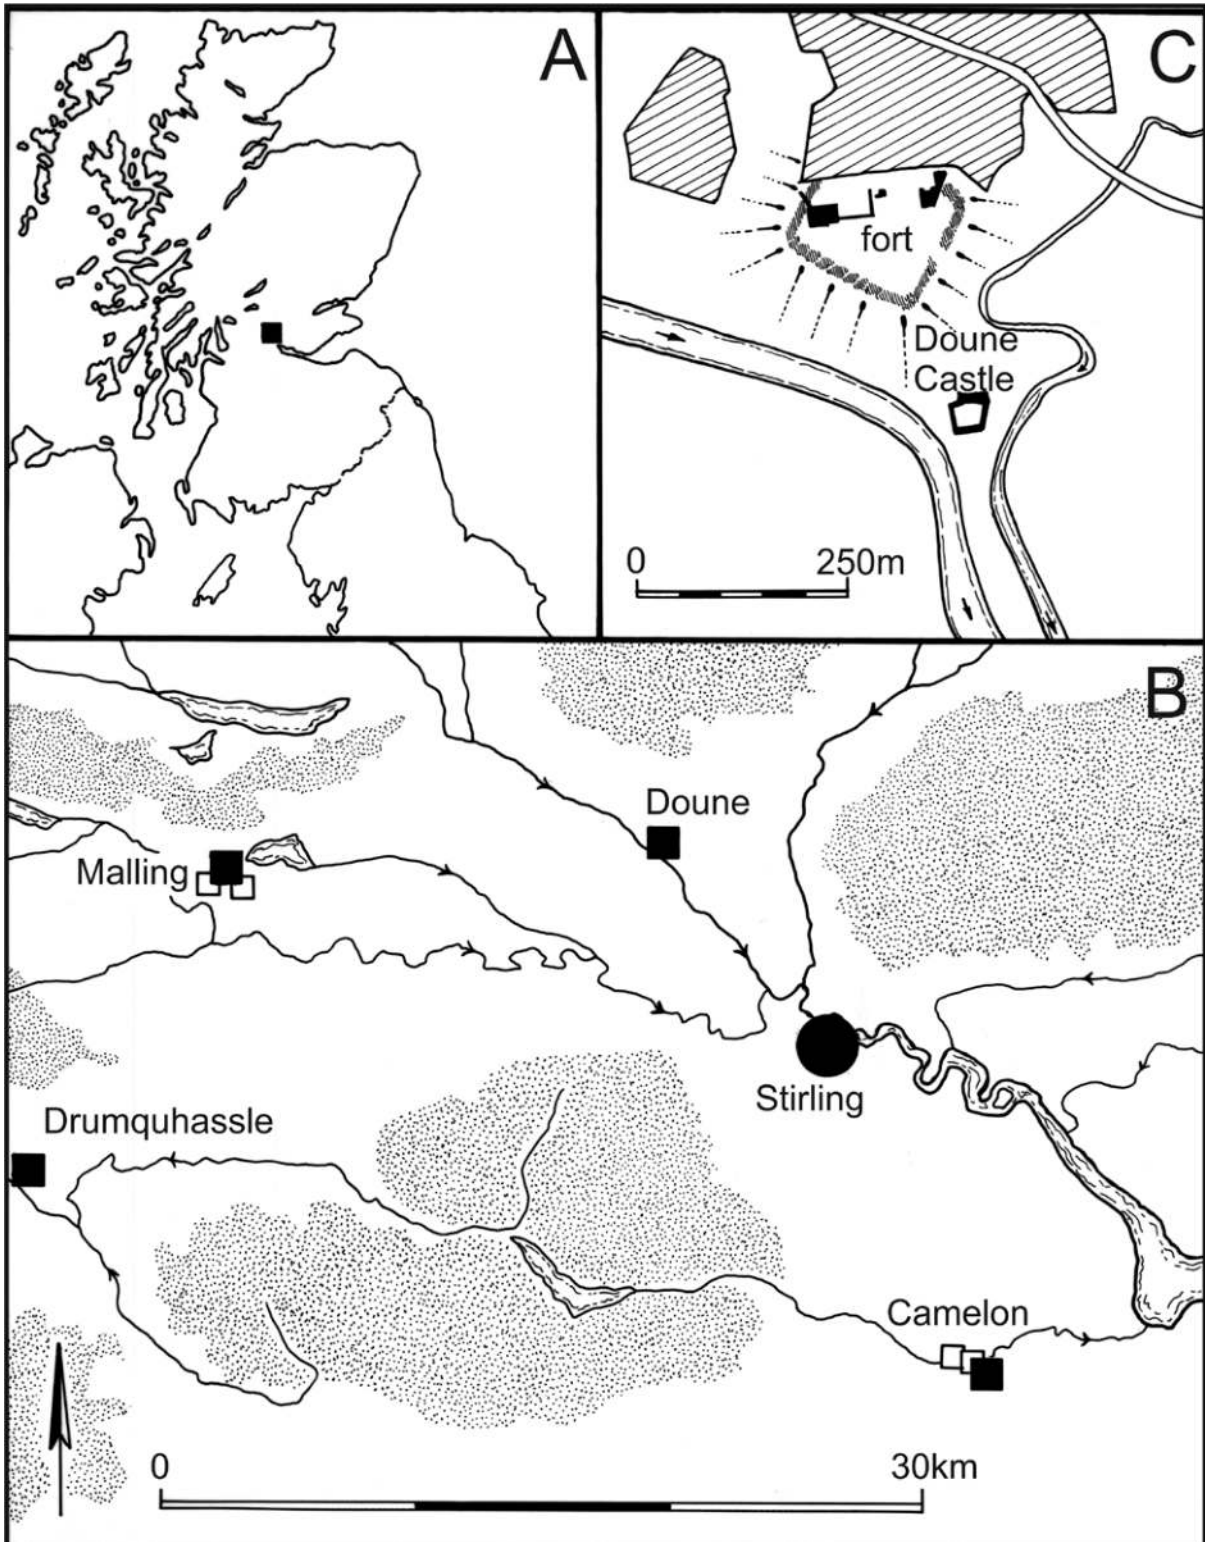 A
C
fort
Doune
Castle
0 250m
B
Doune
Malling
Stirling
Drumquhassle
Camelon
0 30km